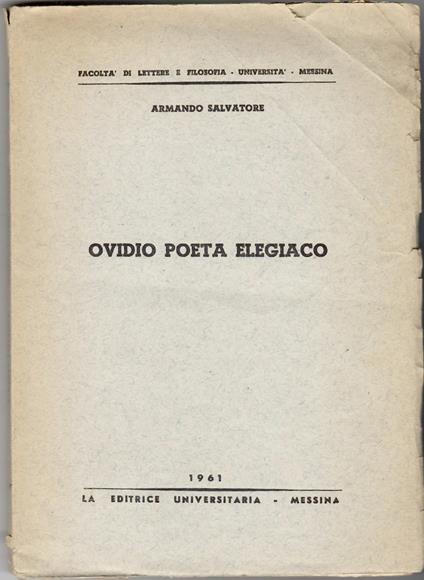 FACOLTA' DI LETTERE E FILOSOFIA - UNIVERSITA' - MESSINA
ARMANDO SALVATORE
OVIDIO POETA ELEGIACO
1961
LA EDITRICE UNIVERSITARIA - MESSINA